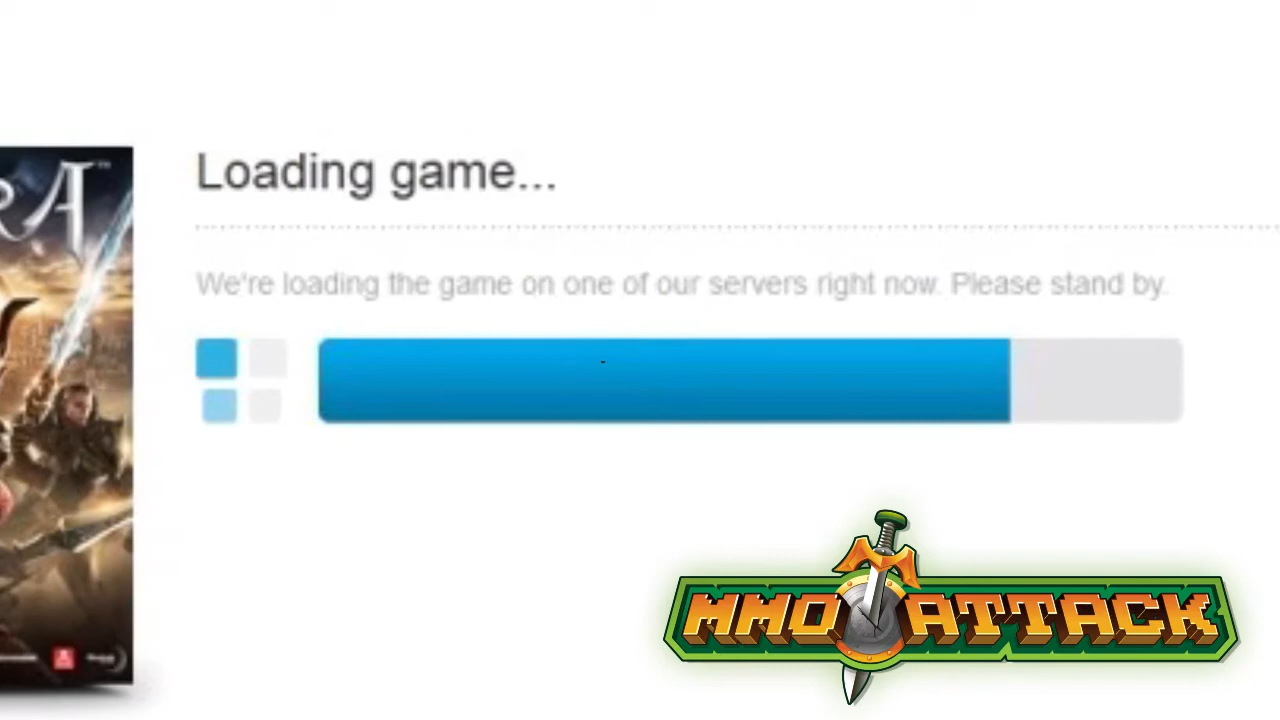 RA
Loading game...
We're loading the game on one of our servers right now. Please stand by.
MMO ATTACK